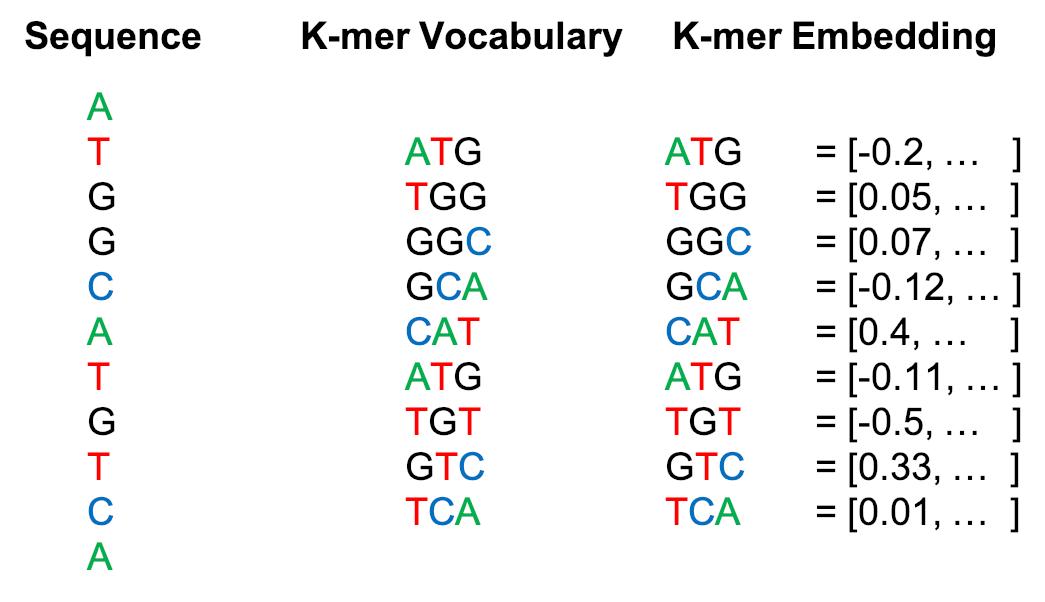 Sequence K-mer Vocabulary K-mer Embedding
A
T ATG ATG = [-0.2, … ]
G TGG TGG = [0.05, … ]
G GGC GGC = [0.07, … ]
C GCA GCA = [-0.12, … ]
A CAT CAT = [0.4, … ]
T ATG ATG = [-0.11, … ]
G TGT TGT = [-0.5, … ]
T GTC GTC = [0.33, … ]
C TCA TCA = [0.01, … ]
A